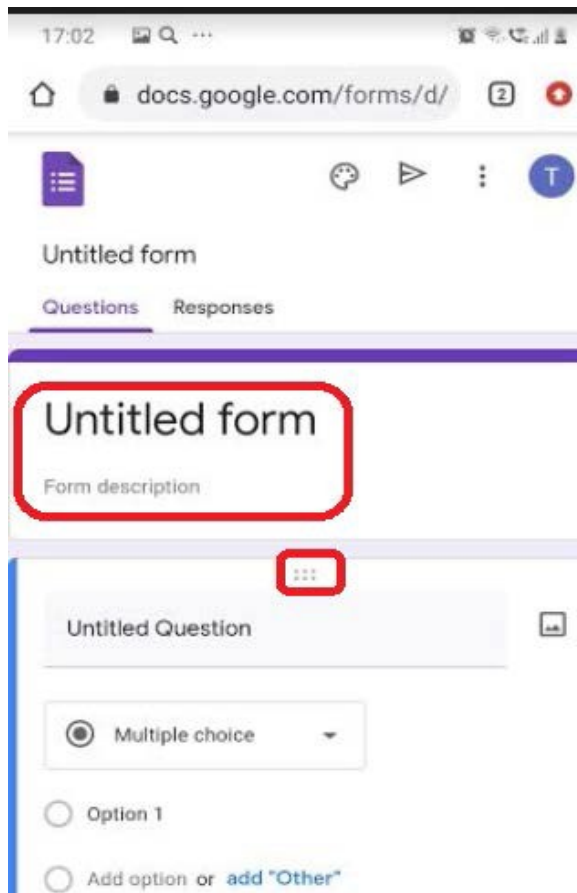 17:02 ...
docs.google.com/forms/d/ 2
T
Untitled form
Questions Responses
Untitled form
Form description
Untitled Question
Multiple choice
Option 1
Add option or add "Other"